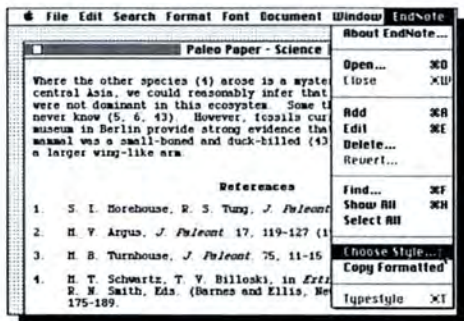 File Edit Search Format Font Document Window EndNote
Paleo Paper - Science
Where the other species (4) arose is a myste
central Asia, we could reasonably infer that
were not dominant in this ecosystem. Some t
never know (5, 6, 43). However, fossils cur
museum in Berlin provide strong evidence tha
mammal was a small-boned and duck-billed (43
a larger wing-like arm.
References
1. S. I. Morehouse, R. S. Tung, J. Paleont
2. M. V. Argus, J. Paleont 17, 119-127 (1
3. M. B. Turnhouse, J. Paleont. 75, 11-15
4. M. T. Schwartz, T. V. Billoski, in Extr
R. N. Smith, Eds. (Barnes and Ellis, Ne
175-189.
About EndNote...
Open...
Close ⌘W
Add
Edit ⌘E
Delete...
Revert...
Find... ⌘F
Show All
Select All
Choose Style...
Copy Formatted
Typestyle ⌘T